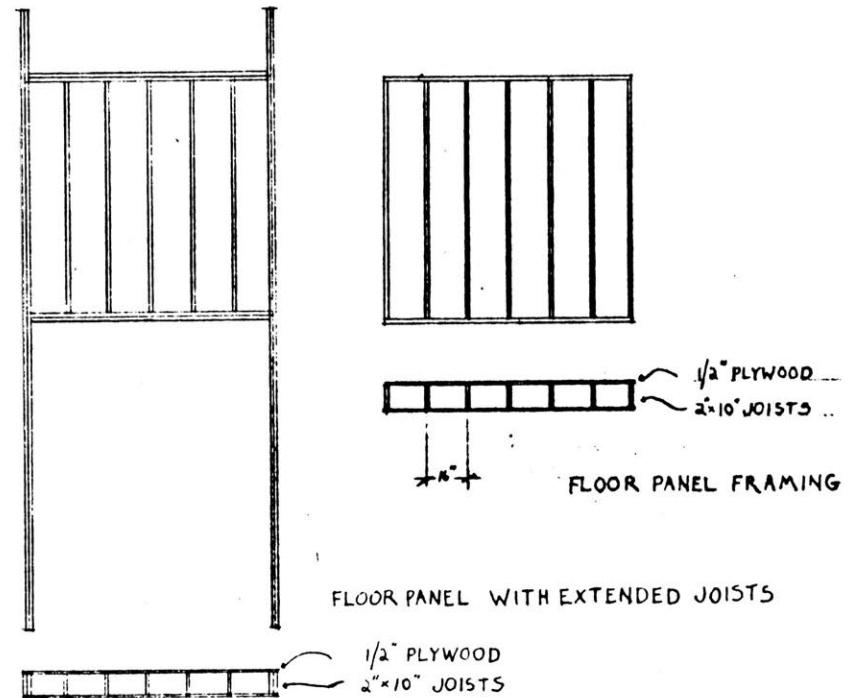 1/2" PLYWOOD
2"x10" JOISTS
16"
FLOOR PANEL FRAMING
FLOOR PANEL WITH EXTENDED JOISTS
1/2" PLYWOOD
2"x10" JOISTS